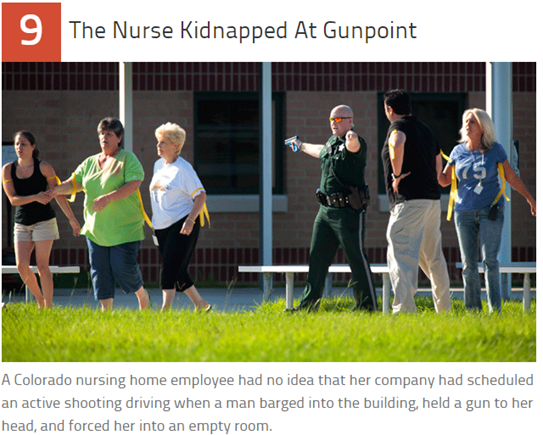 9 The Nurse Kidnapped At Gunpoint
75
A Colorado nursing home employee had no idea that her company had scheduled
an active shooting driving when a man barged into the building, held a gun to her
head, and forced her into an empty room.